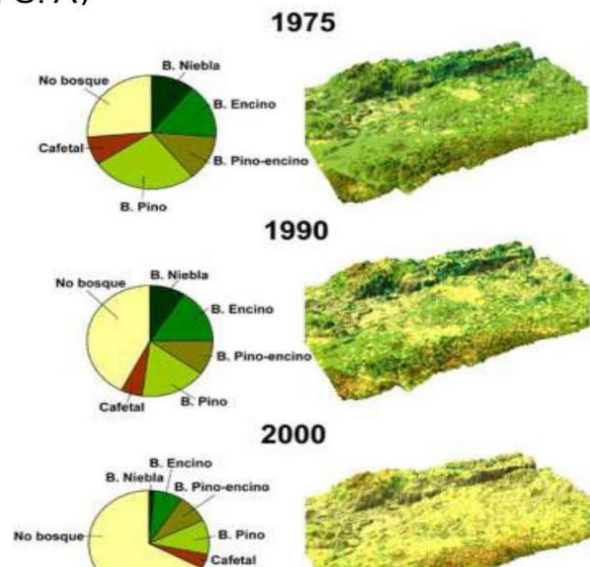 1975
B. Niebla
No bosque
B. Encino
Cafetal
B. Pino-encino
B. Pino
1990
B. Niebla
No bosque
B. Encino
B. Pino-encino
B. Pino
Cafetal
2000
B. Encino
B. Niebla
B. Pino-encino
No bosque
B. Pino
Cafetal